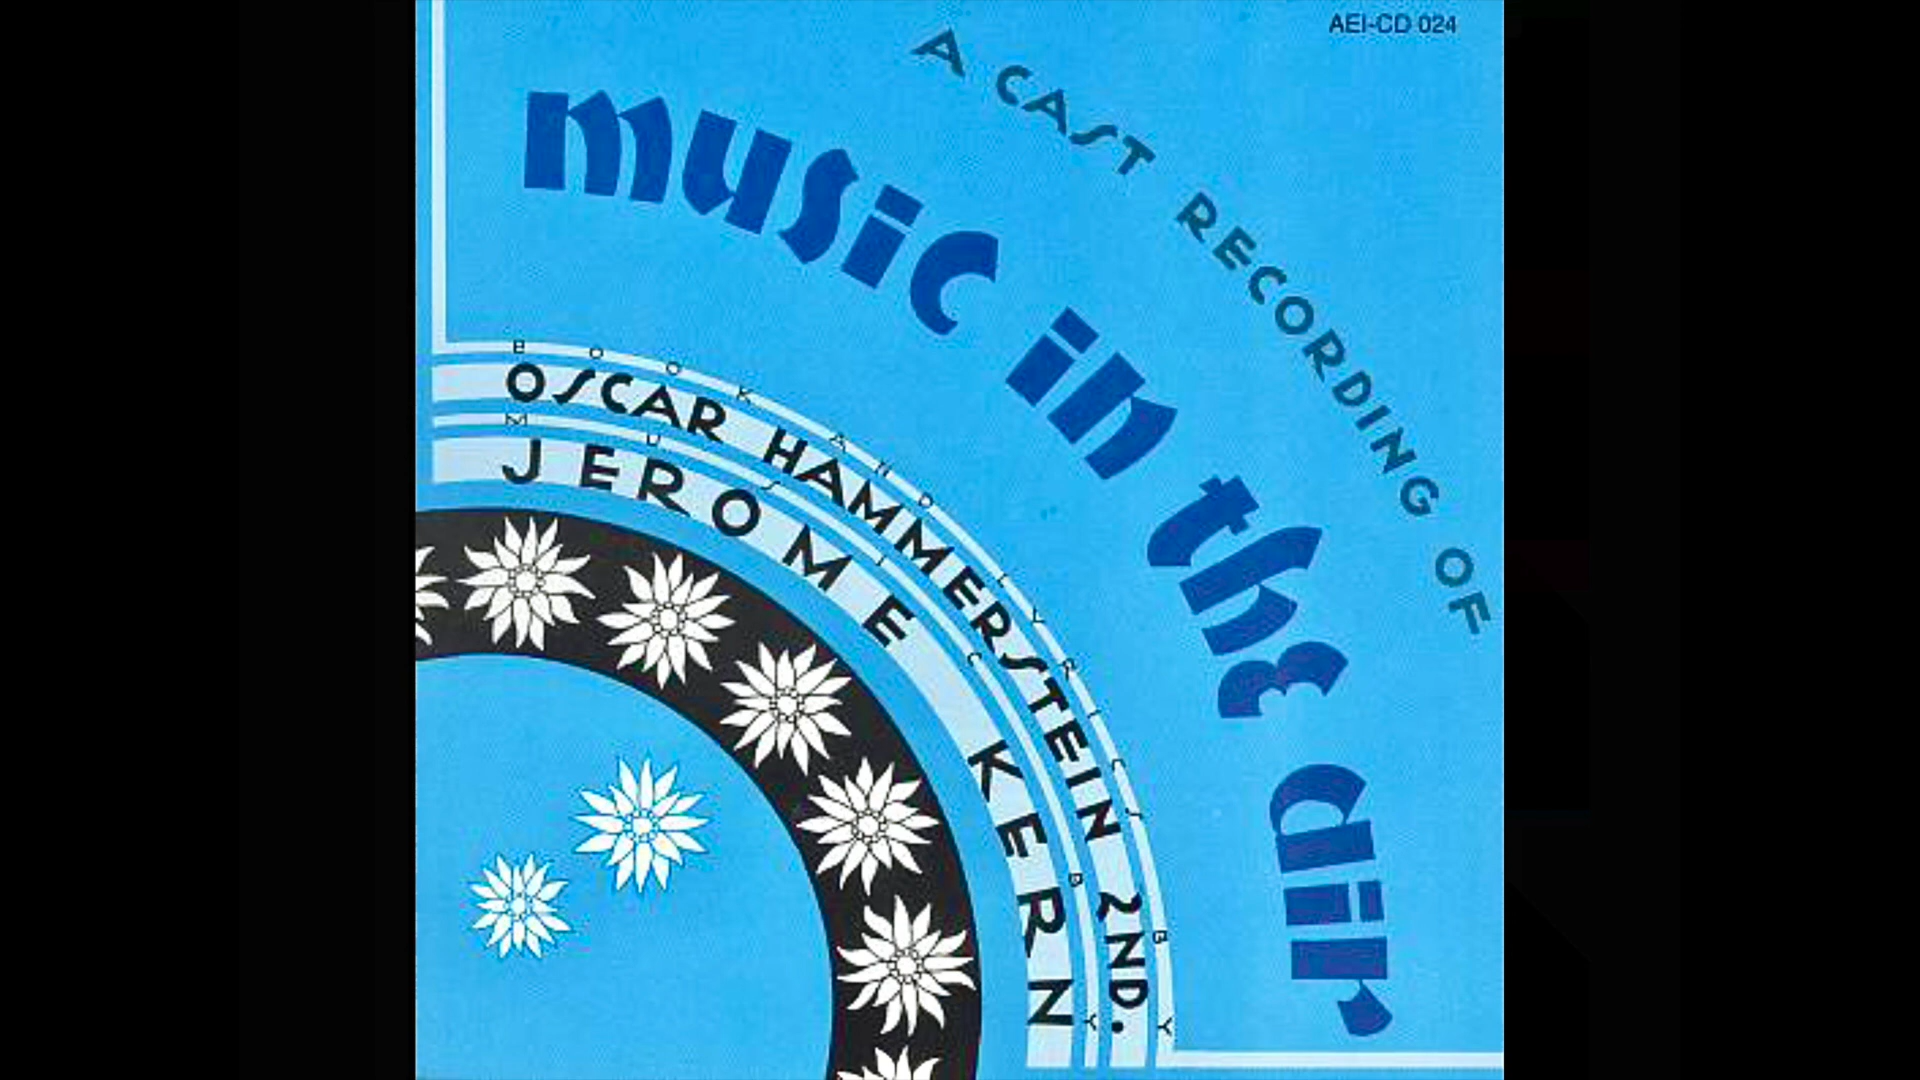 AEI-CD 024
A CAST RECORDING OF
music in the air
BOOK AND LYRICS BY
OSCAR HAMMERSTEIN 2ND.
MUSIC BY
JEROME KERN